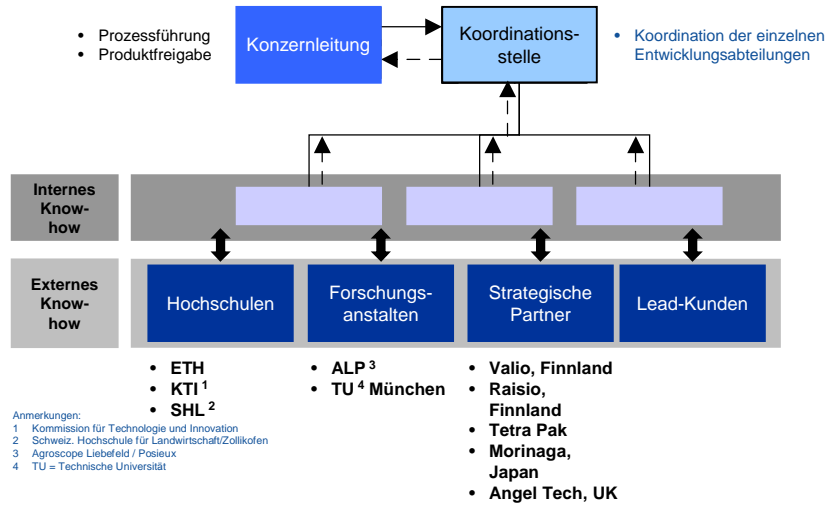 • Prozessführung
• Produktfreigabe
Konzernleitung
Koordinations-
stelle
• Koordination der einzelnen
Entwicklungsabteilungen
Internes
Know-
how
Externes
Know-
how
Hochschulen
Forschungs-
anstalten
Strategische
Partner
Lead-Kunden
• ETH
• KTI 1
• SHL 2
• ALP 3
• TU 4 München
• Valio, Finnland
• Raisio,
Finnland
• Tetra Pak
• Morinaga,
Japan
• Angel Tech, UK
Anmerkungen:
1 Kommission für Technologie und Innovation
2 Schweiz. Hochschule für Landwirtschaft/Zollikofen
3 Agroscope Liebefeld / Posieux
4 TU = Technische Universität